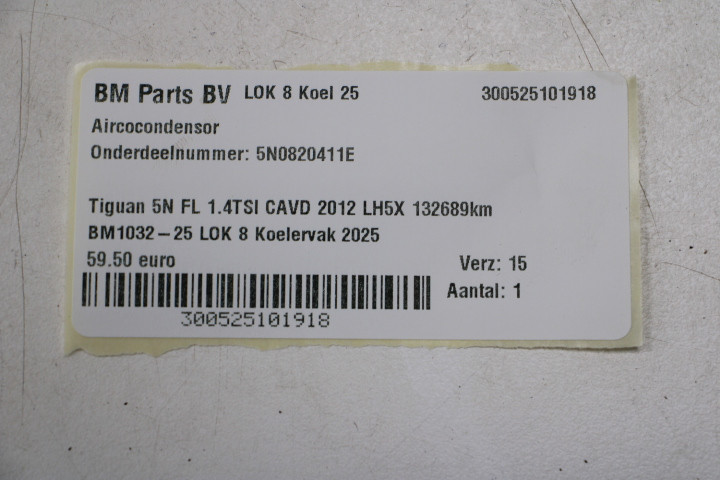 BM Parts BV LOK 8 Koel 25 300525101918
Aircocondensor
Onderdeelnummer: 5N0820411E
Tiguan 5N FL 1.4TSI CAVD 2012 LH5X 132689km
BM1032-25 LOK 8 Koelervak 2025
59.50 euro Verz: 15
Aantal: 1
300525101918